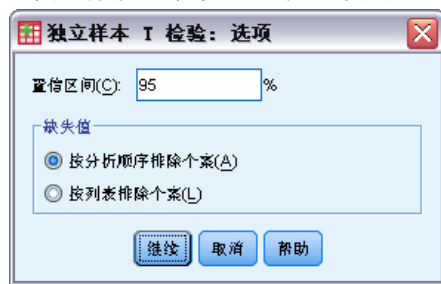 独立样本 T 检验：选项
置信区间(C): 95 %
缺失值
按分析顺序排除个案(A)
按列表排除个案(L)
继续 取消 帮助